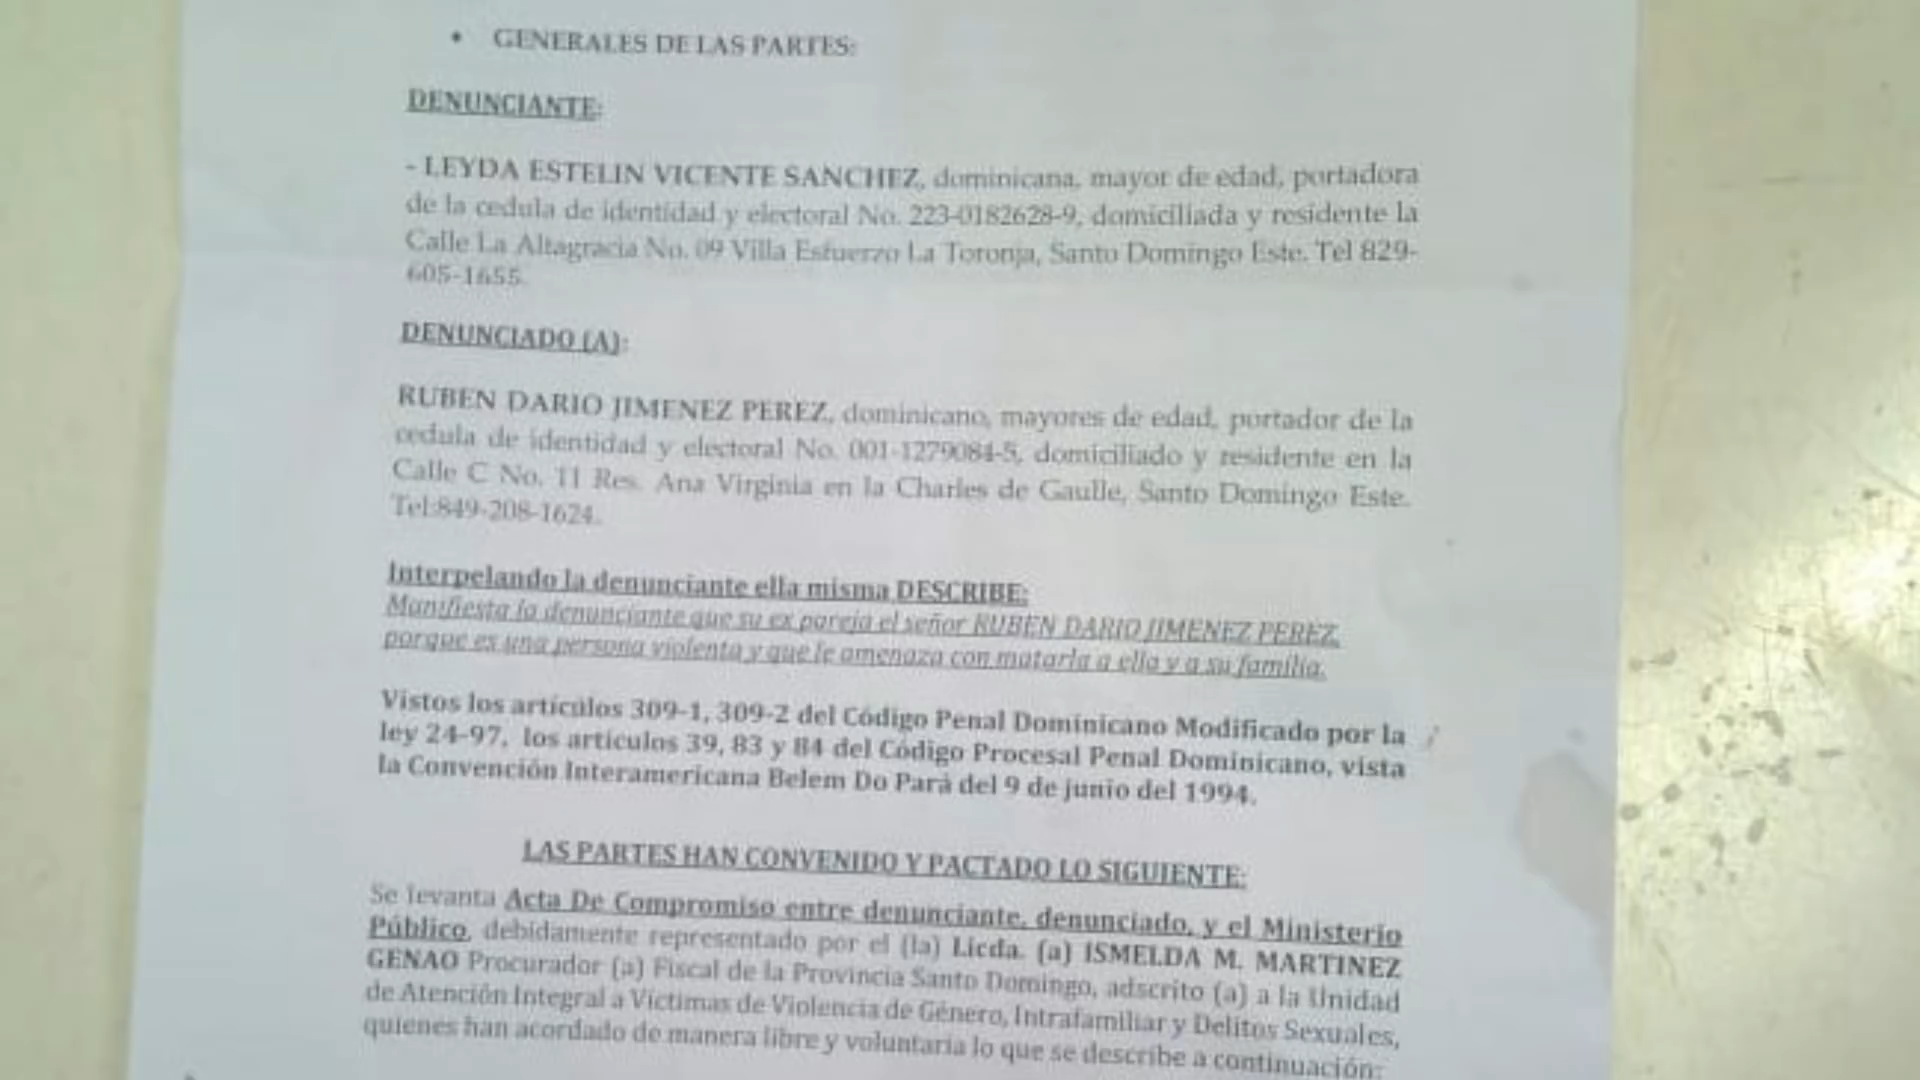 • GENERALES DE LAS PARTES:
DENUNCIANTE:
- LEYDA ESTELIN VICENTE SANCHEZ, dominicana, mayor de edad, portadora
de la cedula de identidad y electoral No. 223-0182628-9, domiciliada y residente la
Calle La Altagracia No. 09 Villa Esfuerzo La Toronja, Santo Domingo Este. Tel 829-
605-1655.
DENUNCIADO (A):
RUBEN DARIO JIMENEZ PEREZ, dominicano, mayores de edad, portador de la
cedula de identidad y electoral No. 001-1279084-5, domiciliado y residente en la
Calle C No. 11 Res. Ana Virginia en la Charles de Gaulle, Santo Domingo Este.
Tel:849-208-1624.
Interpelando la denunciante ella misma DESCRIBE:
Manifiesta la denunciante que su ex pareja el señor RUBEN DARIO JIMENEZ PEREZ,
porque es una persona violenta y que le amenaza con matarla a ella y a su familia.
Vistos los artículos 309-1, 309-2 del Código Penal Dominicano Modificado por la
ley 24-97, los artículos 39, 83 y 84 del Código Procesal Penal Dominicano, vista
la Convención Interamericana Belem Do Pará del 9 de junio del 1994.
LAS PARTES HAN CONVENIDO Y PACTADO LO SIGUIENTE:
Se levanta Acta De Compromiso entre denunciante, denunciado, y el Ministerio
Público, debidamente representado por el (la) Licda. (a) ISMELDA M. MARTINEZ
GENAO Procurador (a) Fiscal de la Provincia Santo Domingo, adscrito (a) a la Unidad
de Atención Integral a Víctimas de Violencia de Género, Intrafamiliar y Delitos Sexuales,
quienes han acordado de manera libre y voluntaria lo que se describe a continuación: